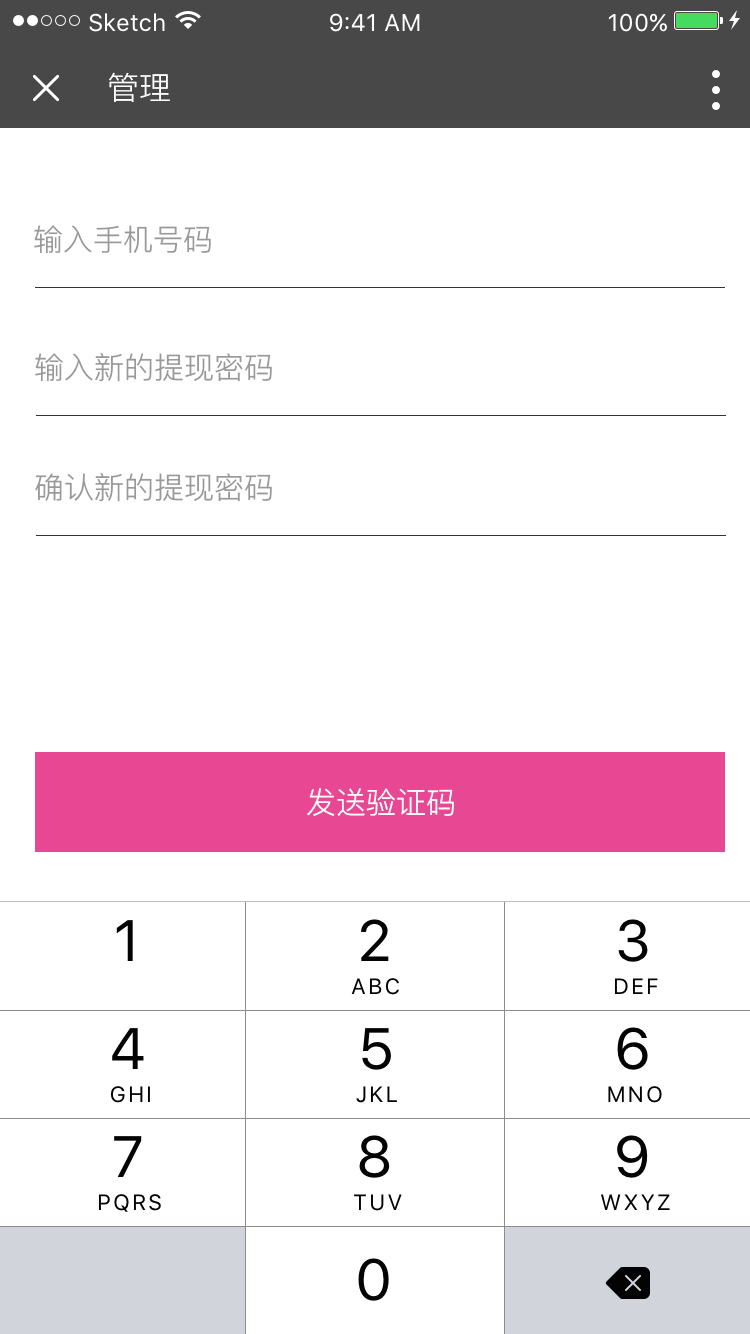 Sketch 9:41 AM 100%
管理
输入手机号码
输入新的提现密码
确认新的提现密码
发送验证码
1 2 3
ABC DEF
4 5 6
GHI JKL MNO
7 8 9
PQRS TUV WXYZ
0